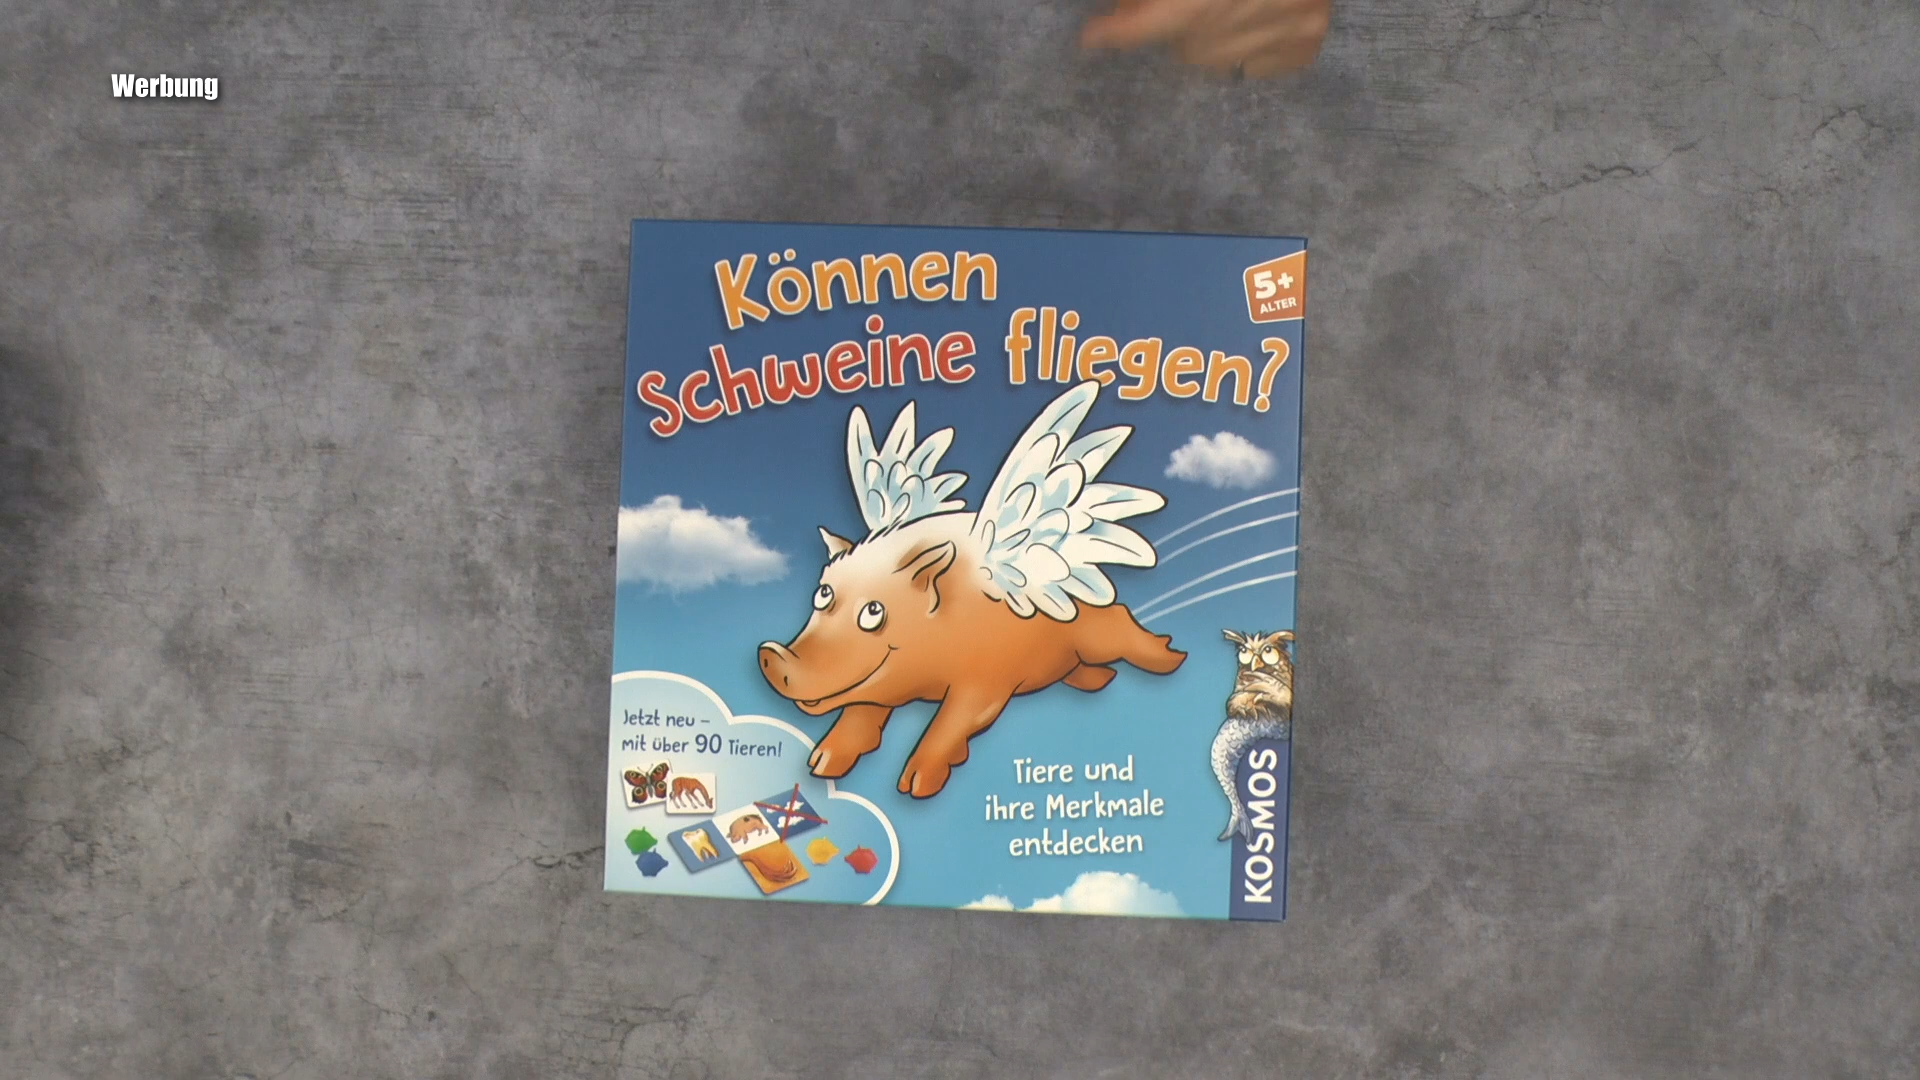 Werbung
Können
Schweine fliegen?
5+
ALTER
Jetzt neu –
mit über 90 Tieren!
Tiere und
ihre Merkmale
entdecken
KOSMOS